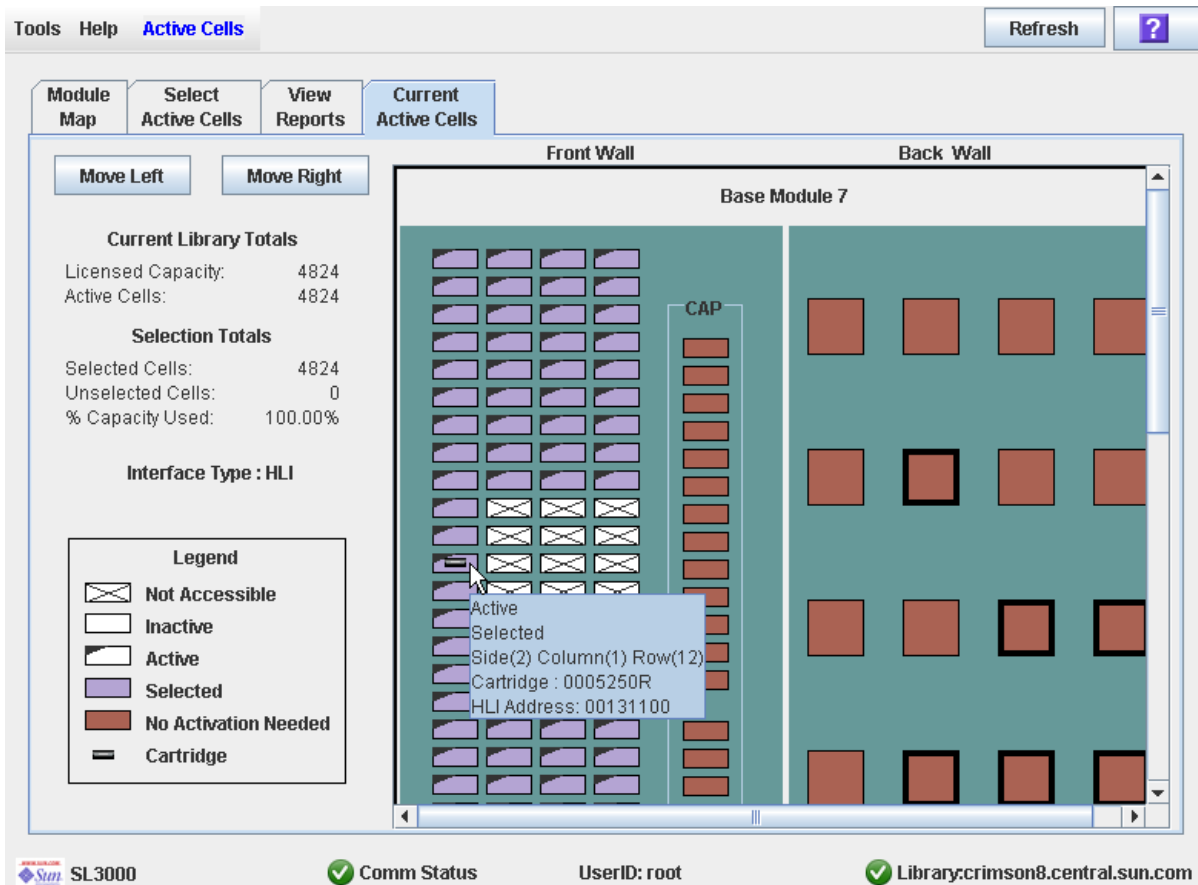 Tools Help Active Cells Refresh ?
Module Map
Select Active Cells
View Reports
Current Active Cells
Move Left Move Right
Front Wall Back Wall
Base Module 7
Current Library Totals
Licensed Capacity: 4824
Active Cells: 4824
Selection Totals
Selected Cells: 4824
Unselected Cells: 0
% Capacity Used: 100.00%
Interface Type : HLI
CAP
Legend
Not Accessible
Inactive
Active
Selected
No Activation Needed
Cartridge
Active
Selected
Side(2) Column(1) Row(12)
Cartridge : 0005250R
HLI Address: 00131100
Sun SL3000 Comm Status UserID: root Library:crimson8.central.sun.com